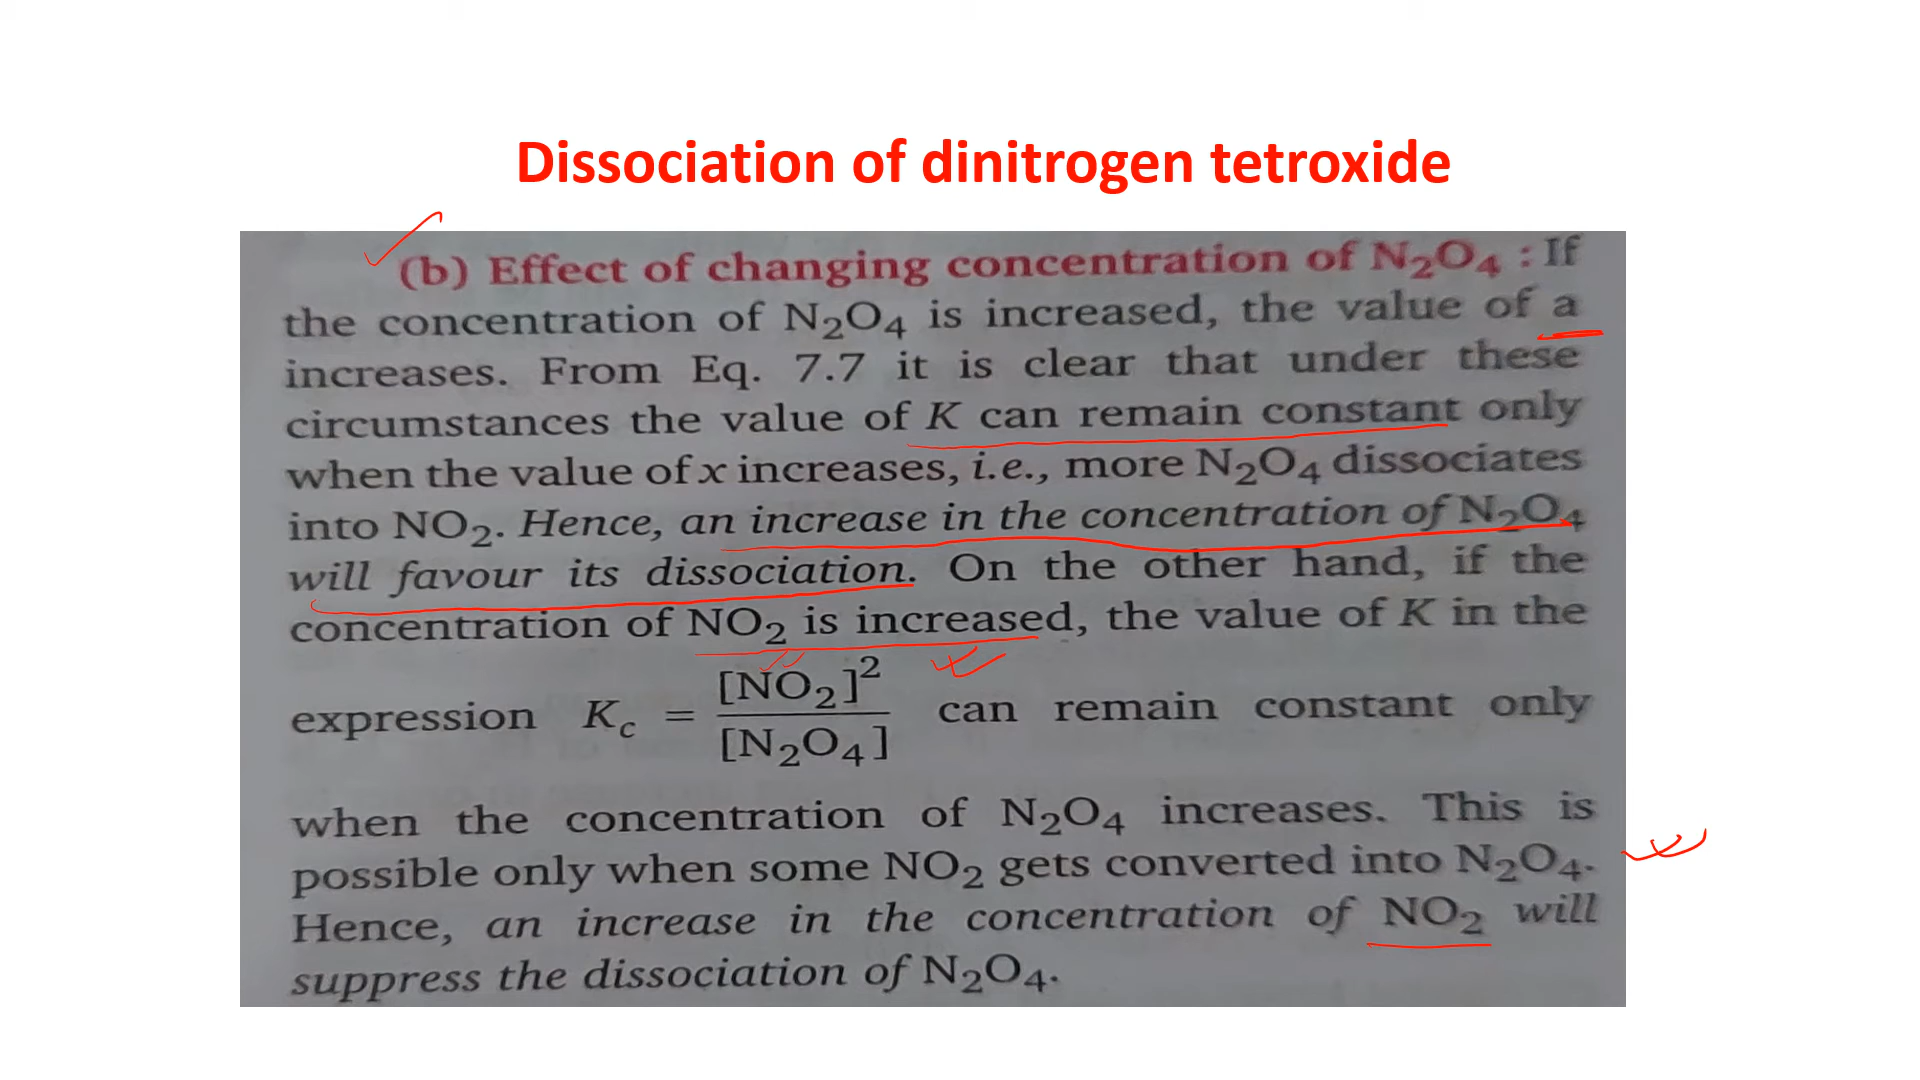 Dissociation of dinitrogen tetroxide
(b) Effect of changing concentration of N₂O₄ : If
the concentration of N₂O₄ is increased, the value of a
increases. From Eq. 7.7 it is clear that under these
circumstances the value of K can remain constant only
when the value of x increases, i.e., more N₂O₄ dissociates
into NO₂. Hence, an increase in the concentration of N₂O₄
will favour its dissociation. On the other hand, if the
concentration of NO₂ is increased, the value of K in the
expression K_c = [NO₂]² / [N₂O₄] can remain constant only
when the concentration of N₂O₄ increases. This is
possible only when some NO₂ gets converted into N₂O₄.
Hence, an increase in the concentration of NO₂ will
suppress the dissociation of N₂O₄.